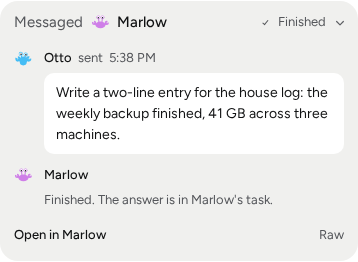 Messaged Marlow ✓ Finished
Otto sent 5:38 PM
Write a two-line entry for the house log: the
weekly backup finished, 41 GB across three
machines.
Marlow
Finished. The answer is in Marlow's task.
Open in Marlow Raw